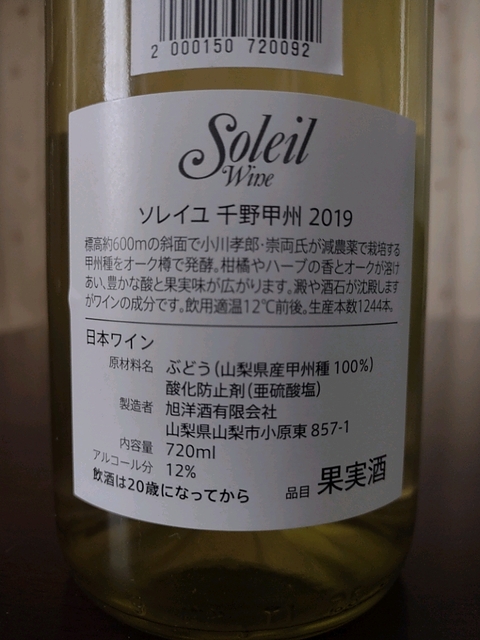 2 000150 720092
Soleil
Wine
ソレイユ 千野甲州 2019
標高約600mの斜面で小川孝郎･崇両氏が減農薬で栽培する
甲州種をオーク樽で発酵。柑橘やハーブの香とオークが溶け
あい、豊かな酸と果実味が広がります。澱や酒石が沈殿します
がワインの成分です。飲用適温12℃前後。生産本数1244本。
日本ワイン
原材料名 ぶどう(山梨県産甲州種 100%)
酸化防止剤(亜硫酸塩)
製造者 旭洋酒有限会社
山梨県山梨市小原東 857-1
内容量 720ml
アルコール分 12%
飲酒は20歳になってから 品目 果実酒